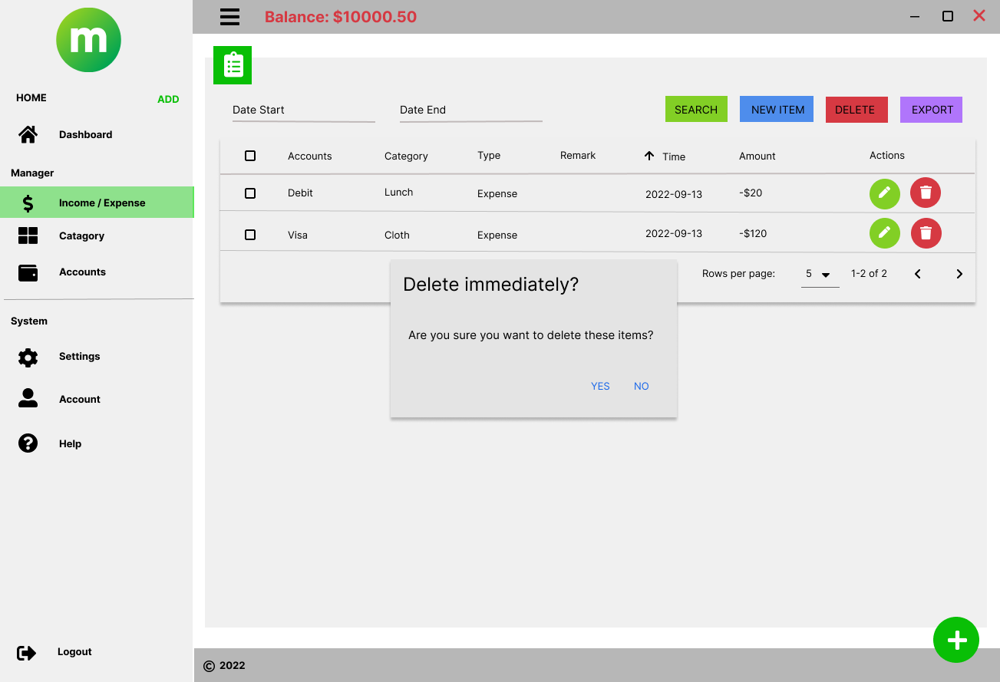 m
HOME
ADD
Dashboard
Manager
Income / Expense
Catagory
Accounts
System
Settings
Account
Help
Logout
Balance: $10000.50
Date Start
Date End
SEARCH
NEW ITEM
DELETE
EXPORT
Accounts Category Type Remark Time Amount Actions
Debit Lunch Expense 2022-09-13 -$20
Visa Cloth Expense 2022-09-13 -$120
Rows per page: 5 1-2 of 2
Delete immediately?
Are you sure you want to delete these items?
YES NO
© 2022